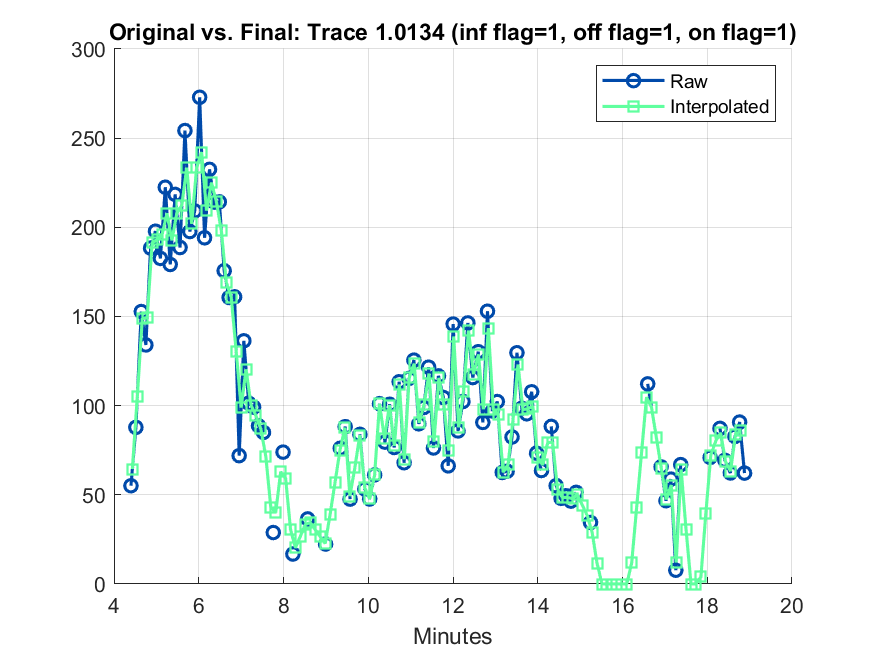 Original vs. Final: Trace 1.0134 (inf flag=1, off flag=1, on flag=1)
300
250
200
150
100
50
0
Raw
Interpolated
4 6 8 10 12 14 16 18 20
Minutes